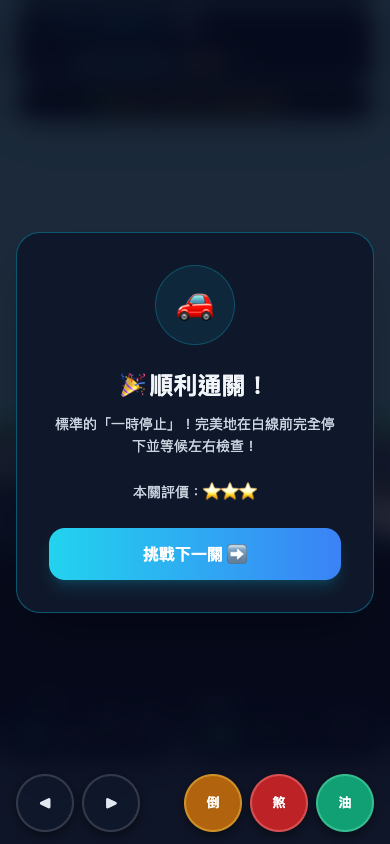 🎉 順利通關！
標準的「一時停止」！完美地在白線前完全停
下並等候左右檢查！
本關評價：⭐⭐⭐
挑戰下一關 ➡️
◀ ▶ 倒 煞 油